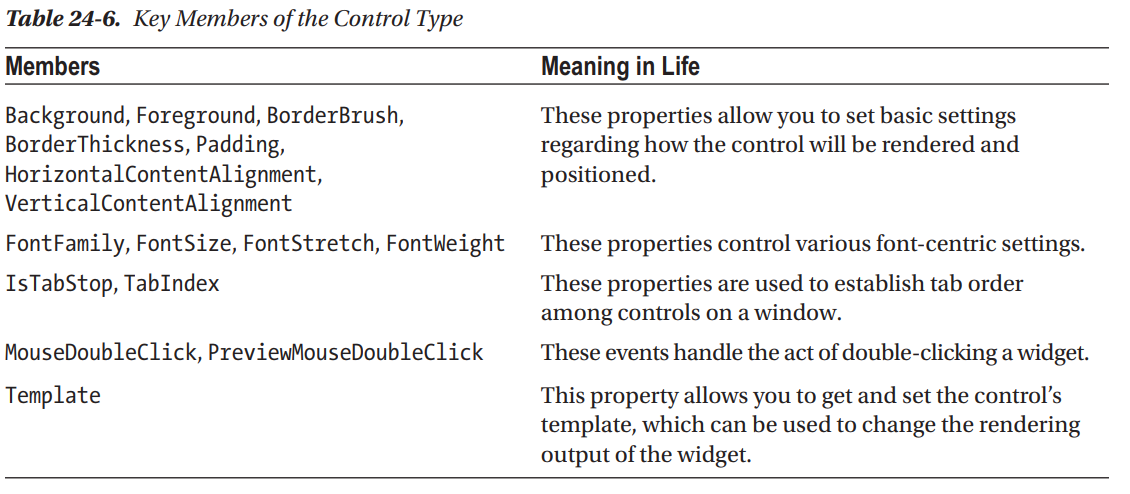 Table 24-6. Key Members of the Control Type
Members Meaning in Life
Background, Foreground, BorderBrush,
BorderThickness, Padding,
HorizontalContentAlignment,
VerticalContentAlignment
These properties allow you to set basic settings
regarding how the control will be rendered and
positioned.
FontFamily, FontSize, FontStretch, FontWeight
These properties control various font-centric settings.
IsTabStop, TabIndex
These properties are used to establish tab order
among controls on a window.
MouseDoubleClick, PreviewMouseDoubleClick
These events handle the act of double-clicking a widget.
Template
This property allows you to get and set the control’s
template, which can be used to change the rendering
output of the widget.